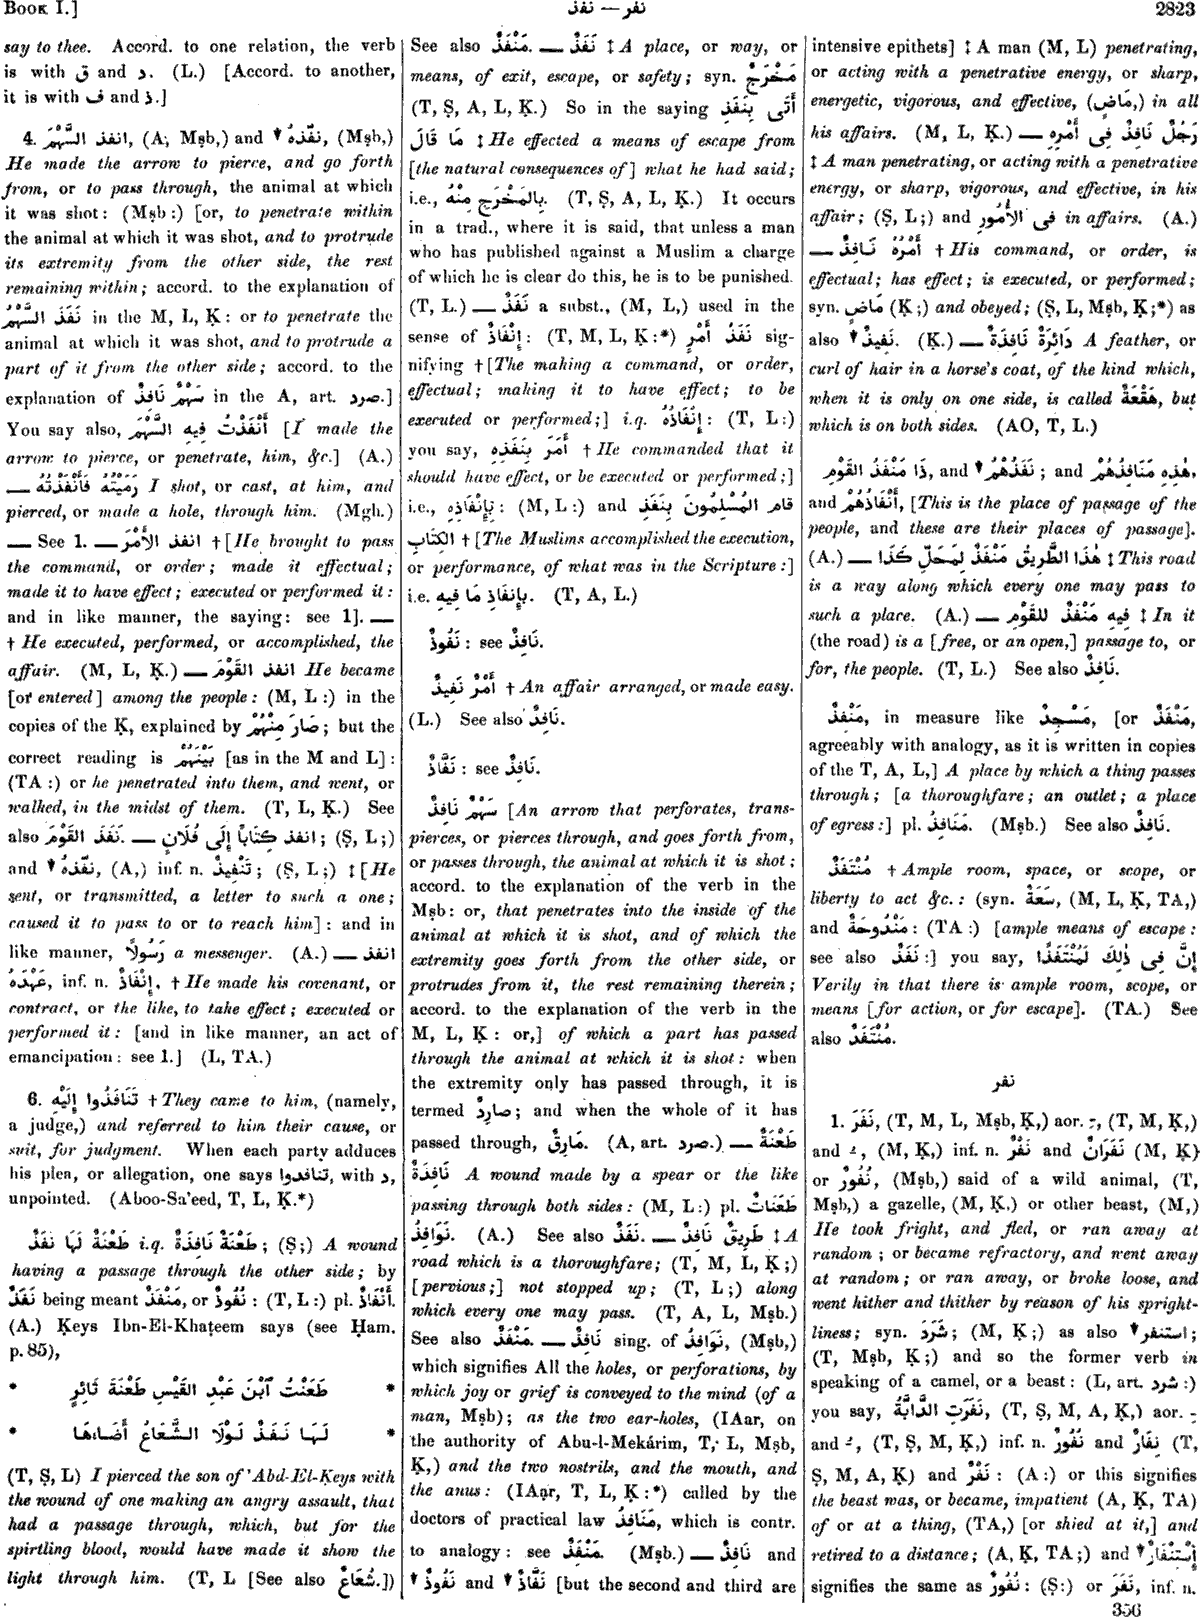 BOOK I.]
نفذ — نفر
2823
say to thee. Accord. to one relation, the verb
is with ق and د. (L.) [Accord. to another,
it is with ف and ذ.]
4. انفذ السَّهْمَ, (A, Mṣb,) and ▼ نفّذهُ, (Mṣb,)
He made the arrow to pierce, and go forth
from, or to pass through, the animal at which
it was shot: (Mṣb:) [or, to penetrate within
the animal at which it was shot, and to protrude
its extremity from the other side, the rest
remaining within; accord. to the explanation of
نَفَذَ السَّهْمُ in the M, L, Ḳ: or to penetrate the
animal at which it was shot, and to protrude a
part of it from the other side; accord. to the
explanation of سَهْمٌ نَافِذٌ in the A, art. صرد.]
You say also, أَنْفَذْتُ فِيهِ السَّهْمَ [I made the
arrow to pierce, or penetrate, him, &c.] (A.)
— رَمَيْتُهُ فَأَنْفَذْتُهُ I shot, or cast, at him, and
pierced, or made a hole, through him. (Mgh.)
— See 1. — انفذ الأَمْرَ † [He brought to pass
the command, or order; made it effectual;
made it to have effect; executed or performed it:
and in like manner, the saying: see 1]. —
† He executed, performed, or accomplished, the
affair. (M, L, Ḳ.) — انفذ القَوْمَ He became
[or entered] among the people: (M, L:) in the
copies of the Ḳ, explained by صَارَ مِنْهُمْ; but the
correct reading is بَيْنَهُمْ [as in the M and L]:
(TA:) or he penetrated into them, and went, or
walked, in the midst of them. (T, L, Ḳ.) See
also نَفَذَ القَوْمَ. — انفذ كِتَابًا إِلَى فُلَانٍ; (Ṣ, L;)
and ▼ نفّذهُ, (A,) inf. n. تَنْفِيذٌ; (Ṣ, L;) ‡ [He
sent, or transmitted, a letter to such a one;
caused it to pass to or to reach him]: and in
like manner, رَسُولًا a messenger. (A.) — انفذ
عَهْدَهُ, inf. n. إِنْفَاذٌ, † He made his covenant, or
contract, or the like, to take effect; executed or
performed it: [and in like manner, an act of
emancipation: see 1.] (L, TA.)
6. تَنَافَذُوا إِلَيْهِ † They came to him, (namely,
a judge,) and referred to him their cause, or
suit, for judgment. When each party adduces
his plea, or allegation, one says تنافدوا, with د,
unpointed. (Aboo-Sa'eed, T, L, Ḳ.*)
طَعْنَةٌ لَهَا نَفَذٌ i.q. طَعْنَةٌ نَافِذَةٌ; (Ṣ;) A wound
having a passage through the other side; by
نَفَذٌ being meant مَنْفَذٌ, or نُفُوذٌ: (T, L:) pl. أَنْفَاذٌ.
(A.) Ḳeys Ibn-El-Khaṭeem says (see Ḥam.
p. 85),
* طَعَنْتُ ٱبْنَ عَبْدِ القَيْسِ طَعْنَةَ ثَائِرٍ *
* لَهَا نَفَذٌ لَوْلَا الشَّعَاعُ أَضَاءَهَا *
(T, Ṣ, L) I pierced the son of 'Abd-El-Ḳeys with
the wound of one making an angry assault, that
had a passage through, which, but for the
spirtling blood, would have made it show the
light through him. (T, L [See also شُعَاعٌ.])
See also مَنْفَذٌ. — نَفَذٌ ‡ A place, or way, or
means, of exit, escape, or safety; syn. مَخْرَجٌ
(T, Ṣ, A, L, Ḳ.) So in the saying أَتَى بِنَفَذِ
مَا قَالَ ‡ He effected a means of escape from
[the natural consequences of] what he had said;
i.e., بِالمَخْرَجِ مِنْهُ. (T, Ṣ, A, L, Ḳ.) It occurs
in a trad., where it is said, that unless a man
who has published against a Muslim a charge
of which he is clear do this, he is to be punished.
(T, L.) — نَفَذٌ a subst., (M, L,) used in the
sense of إِنْفَاذٌ: (T, M, L, Ḳ:*) نَفَذُ أَمْرٍ sig-
nifying † [The making a command, or order,
effectual; making it to have effect; to be
executed or performed;] i.q. إِنْفَاذُهُ: (T, L:)
you say, أَمَرَ بِنَفَذِهِ † He commanded that it
should have effect, or be executed or performed;]
i.e., بِإِنْفَاذِهِ: (M, L:) and قام المُسْلِمُونَ بِنَفَذِ
الكِتَابِ † [The Muslims accomplished the execution,
or performance, of what was in the Scripture:]
i.e. بِإِنْفَاذِ مَا فِيهِ. (T, A, L.)
نَفُوذٌ: see نَافِذٌ.
أَمْرٌ نَفِيذٌ † An affair arranged, or made easy.
(L.) See also نَافِذٌ.
نَفَّاذٌ: see نَافِذٌ.
سَهْمٌ نَافِذٌ [An arrow that perforates, trans-
pierces, or pierces through, and goes forth from,
or passes through, the animal at which it is shot;
accord. to the explanation of the verb in the
Mṣb: or, that penetrates into the inside of the
animal at which it is shot, and of which the
extremity goes forth from the other side, or
protrudes from it, the rest remaining therein;
accord. to the explanation of the verb in the
M, L, Ḳ: or,] of which a part has passed
through the animal at which it is shot: when
the extremity only has passed through, it is
termed صارِدٌ; and when the whole of it has
passed through, مَارِقٌ. (A, art. صرد.) — طَعْنَةٌ
نَافِذَةٌ A wound made by a spear or the like
passing through both sides: (M, L:) pl. طَعَنَاتٌ
نَوَافِذُ. (A.) See also نَفَذٌ. — طَرِيقٌ نَافِذٌ ‡ A
road which is a thoroughfare; (T, M, L, Ḳ;)
[pervious;] not stopped up; (T, L;) along
which every one may pass. (T, A, L, Mṣb.)
See also مَنْفَذٌ. — نَافِذٌ sing. of نَوَافِذُ, (Mṣb,)
which signifies All the holes, or perforations, by
which joy or grief is conveyed to the mind (of a
man, Mṣb); as the two ear-holes, (IAar, on
the authority of Abu-l-Mekárim, T, L, Mṣb,
Ḳ,) and the two nostrils, and the mouth, and
the anus: (IAạr, T, L, Ḳ:*) called by the
doctors of practical law مَنَافِذُ, which is contr.
to analogy: see مَنْفَذٌ. (Mṣb.) — نَافِذٌ and
▼ نَفُوذٌ and ▼ نَفَّاذٌ [but the second and third are
intensive epithets] ‡ A man (M, L) penetrating,
or acting with a penetrative energy, or sharp,
energetic, vigorous, and effective, (مَاضٍ,) in all
his affairs. (M, L, Ḳ.) — رَجُلٌ نَافِذٌ فِى أَمْرِهِ
‡ A man penetrating, or acting with a penetrative
energy, or sharp, vigorous, and effective, in his
affair; (Ṣ, L;) and فى الأُمُورِ in affairs. (A.)
— أَمْرُهُ نَافِذٌ † His command, or order, is
effectual; has effect; is executed, or performed;
syn. مَاضٍ (Ḳ;) and obeyed; (Ṣ, L, Mṣb, Ḳ;*) as
also ▼ نَفِيذٌ. (Ḳ.) — دَائِرَةٌ نَافِذَةٌ A feather, or
curl of hair in a horse's coat, of the kind which,
when it is only on one side, is called هَقْعَةٌ, but
which is on both sides. (AO, T, L.)
ذَا مَنْفَذُ القَوْمِ, and ▼ نَفَذُهُمْ; and هٰذِهِ مَنَافِذُهُمْ,
and أَنْفَاذُهُمْ, [This is the place of passage of the
people, and these are their places of passage].
(A.) — هٰذَا الطَّرِيقُ مَنْفَذٌ لِمَحَلِّ كَذَا ‡ This road
is a way along which every one may pass to
such a place. (A.) — فِيهِ مَنْفَذٌ للقَوْمِ ‡ In it
(the road) is a [free, or an open,] passage to, or
for, the people. (T, L.) See also نَافِذٌ.
مَنْفِذٌ, in measure like مَسْجِدٌ, [or مَنْفَذٌ,
agreeably with analogy, as it is written in copies
of the T, A, L,] A place by which a thing passes
through; [a thoroughfare; an outlet; a place
of egress:] pl. مَنَافِذُ. (Mṣb.) See also نَافِذٌ.
مُنْتَفَذٌ † Ample room, space, or scope, or
liberty to act &c.: (syn. سَعَةٌ, (M, L, Ḳ, TA,)
and مَنْدُوحَةٌ: (TA:) [ample means of escape:
see also نَفَذٌ:] you say, إِنَّ فِى ذٰلِكَ لَمُنْتَفَذًا
Verily in that there is ample room, scope, or
means [for action, or for escape]. (TA.) See
also مُنْتَقَدٌ.
نفر
1. نَفَرَ, (T, M, L, Mṣb, Ḳ,) aor. ـِ, (T, M, Ḳ,)
and ـُ, (M, Ḳ,) inf. n. نَفْرٌ and نَفَرَانٌ (M, Ḳ)
or نُفُورٌ, (Mṣb,) said of a wild animal, (T,
Mṣb,) a gazelle, (M, Ḳ,) or other beast, (M,)
He took fright, and fled, or ran away at
random; or became refractory, and went away
at random; or ran away, or broke loose, and
went hither and thither by reason of his spright-
liness; syn. شَرَدَ; (M, Ḳ;) as also ▼ استنفر;
(T, Mṣb, Ḳ;) and so the former verb in
speaking of a camel, or a beast: (L, art. شرد:)
you say, نَفَرَتِ الدَّابَّةُ, (T, Ṣ, M, A, Ḳ,) aor. ـِ
and ـُ, (T, Ṣ, M, Ḳ,) inf. n. نُفُورٌ and نِفَارٌ (T,
Ṣ, M, A, Ḳ) and نَفْرٌ: (A:) or this signifies
the beast was, or became, impatient (A, Ḳ, TA)
of or at a thing, (TA,) [or shied at it,] and
retired to a distance; (A, Ḳ, TA;) and ▼ إِسْتِنْفَارٌ
signifies the same as نُفُورٌ: (Ṣ:) or نَفَرَ, inf. n.
356